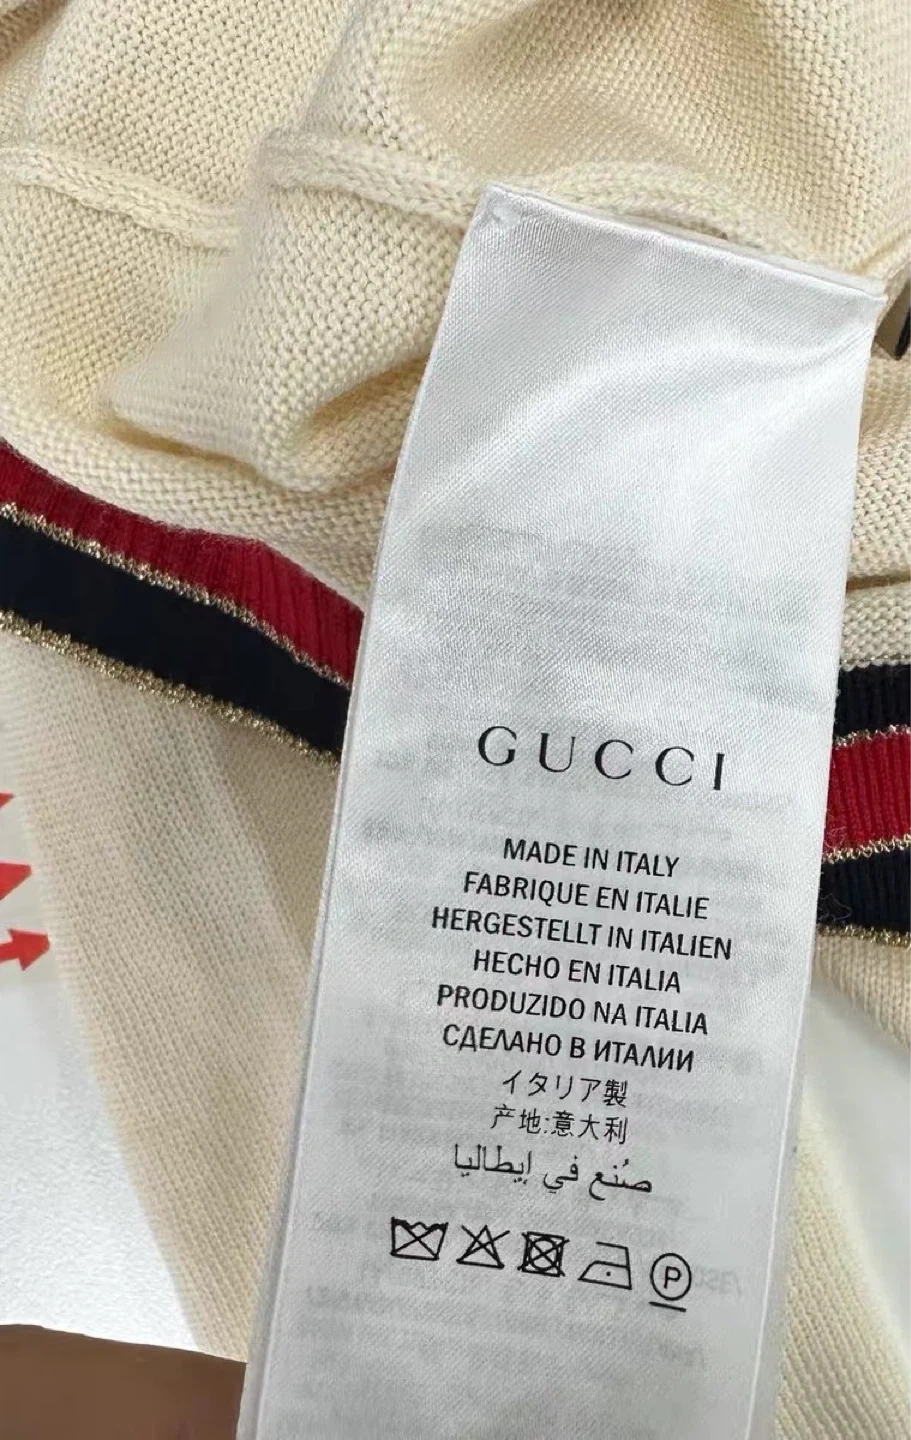 GUCCI
MADE IN ITALY
FABRIQUE EN ITALIE
HERGESTELLT IN ITALIEN
HECHO EN ITALIA
PRODUZIDO NA ITALIA
СДЕЛАНО В ИТАЛИИ
イタリア製
产地:意大利
صُنع في إيطاليا
P